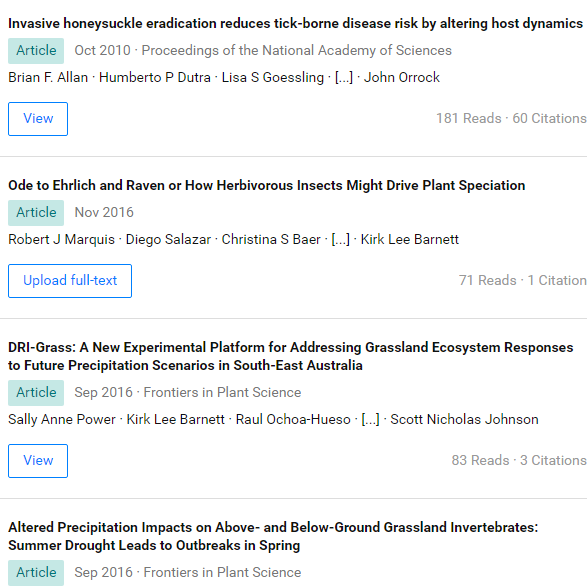 Invasive honeysuckle eradication reduces tick-borne disease risk by altering host dynamics
Article Oct 2010 · Proceedings of the National Academy of Sciences
Brian F. Allan · Humberto P Dutra · Lisa S Goessling · [...] · John Orrock
View 181 Reads · 60 Citations
Ode to Ehrlich and Raven or How Herbivorous Insects Might Drive Plant Speciation
Article Nov 2016
Robert J Marquis · Diego Salazar · Christina S Baer · [...] · Kirk Lee Barnett
Upload full-text 71 Reads · 1 Citation
DRI-Grass: A New Experimental Platform for Addressing Grassland Ecosystem Responses
to Future Precipitation Scenarios in South-East Australia
Article Sep 2016 · Frontiers in Plant Science
Sally Anne Power · Kirk Lee Barnett · Raul Ochoa-Hueso · [...] · Scott Nicholas Johnson
View 83 Reads · 3 Citations
Altered Precipitation Impacts on Above- and Below-Ground Grassland Invertebrates:
Summer Drought Leads to Outbreaks in Spring
Article Sep 2016 · Frontiers in Plant Science